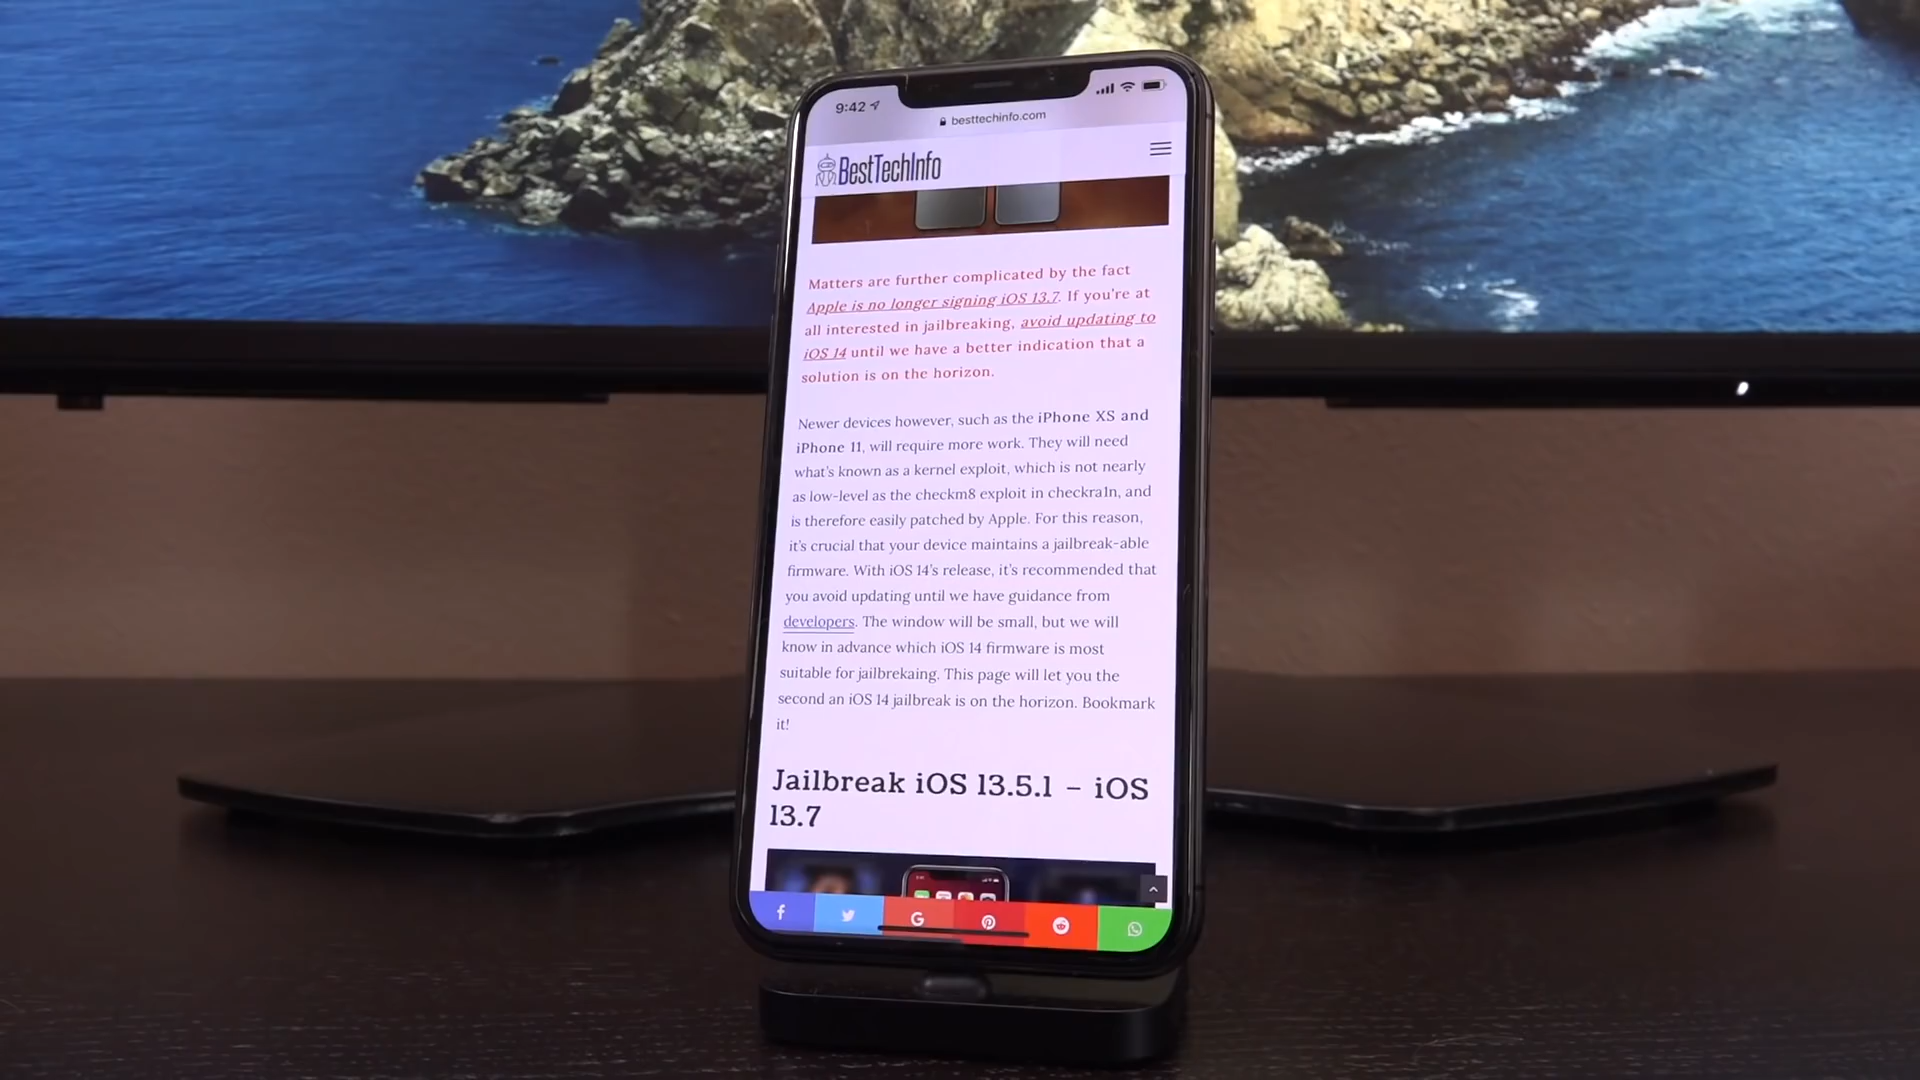 9:42
besttechinfo.com
BestTechInfo
Matters are further complicated by the fact
Apple is no longer signing iOS 13.7. If you're at
all interested in jailbreaking, avoid updating to
iOS 14 until we have a better indication that a
solution is on the horizon.
Newer devices however, such as the iPhone XS and
iPhone 11, will require more work. They will need
what's known as a kernel exploit, which is not nearly
as low-level as the checkm8 exploit in checkra1n, and
is therefore easily patched by Apple. For this reason,
it's crucial that your device maintains a jailbreak-able
firmware. With iOS 14's release, it's recommended that
you avoid updating until we have guidance from
developers. The window will be small, but we will
know in advance which iOS 14 firmware is most
suitable for jailbrekaing. This page will let you the
second an iOS 14 jailbreak is on the horizon. Bookmark
it!
Jailbreak iOS 13.5.1 – iOS
13.7